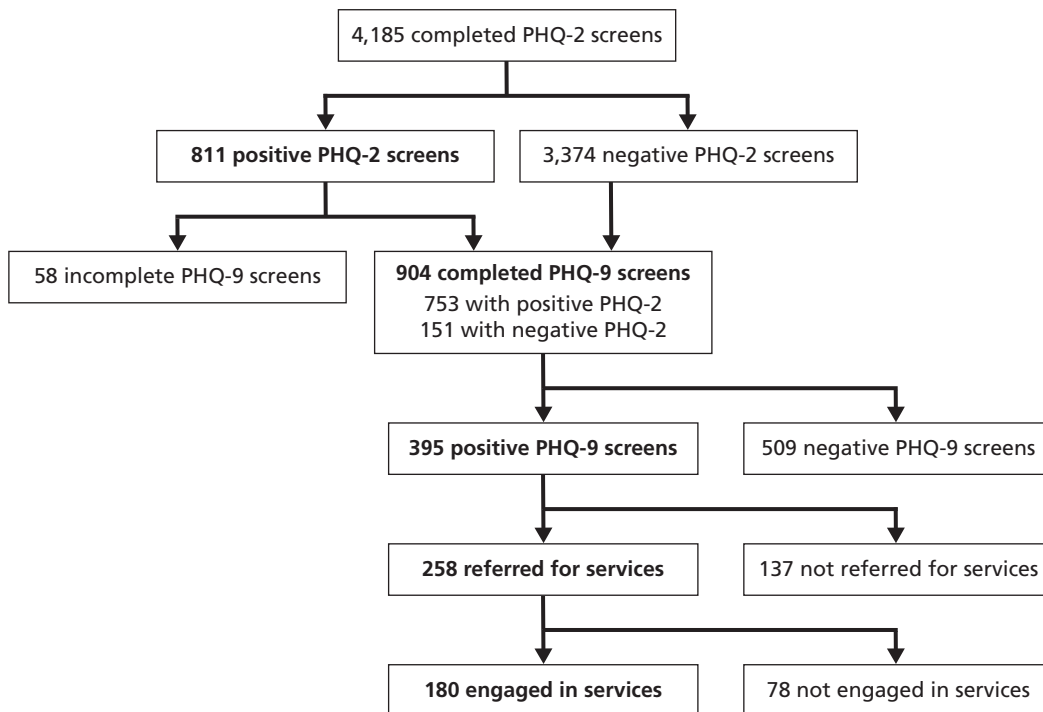 4,185 completed PHQ-2 screens
811 positive PHQ-2 screens
3,374 negative PHQ-2 screens
58 incomplete PHQ-9 screens
904 completed PHQ-9 screens
753 with positive PHQ-2
151 with negative PHQ-2
395 positive PHQ-9 screens
509 negative PHQ-9 screens
258 referred for services
137 not referred for services
180 engaged in services
78 not engaged in services